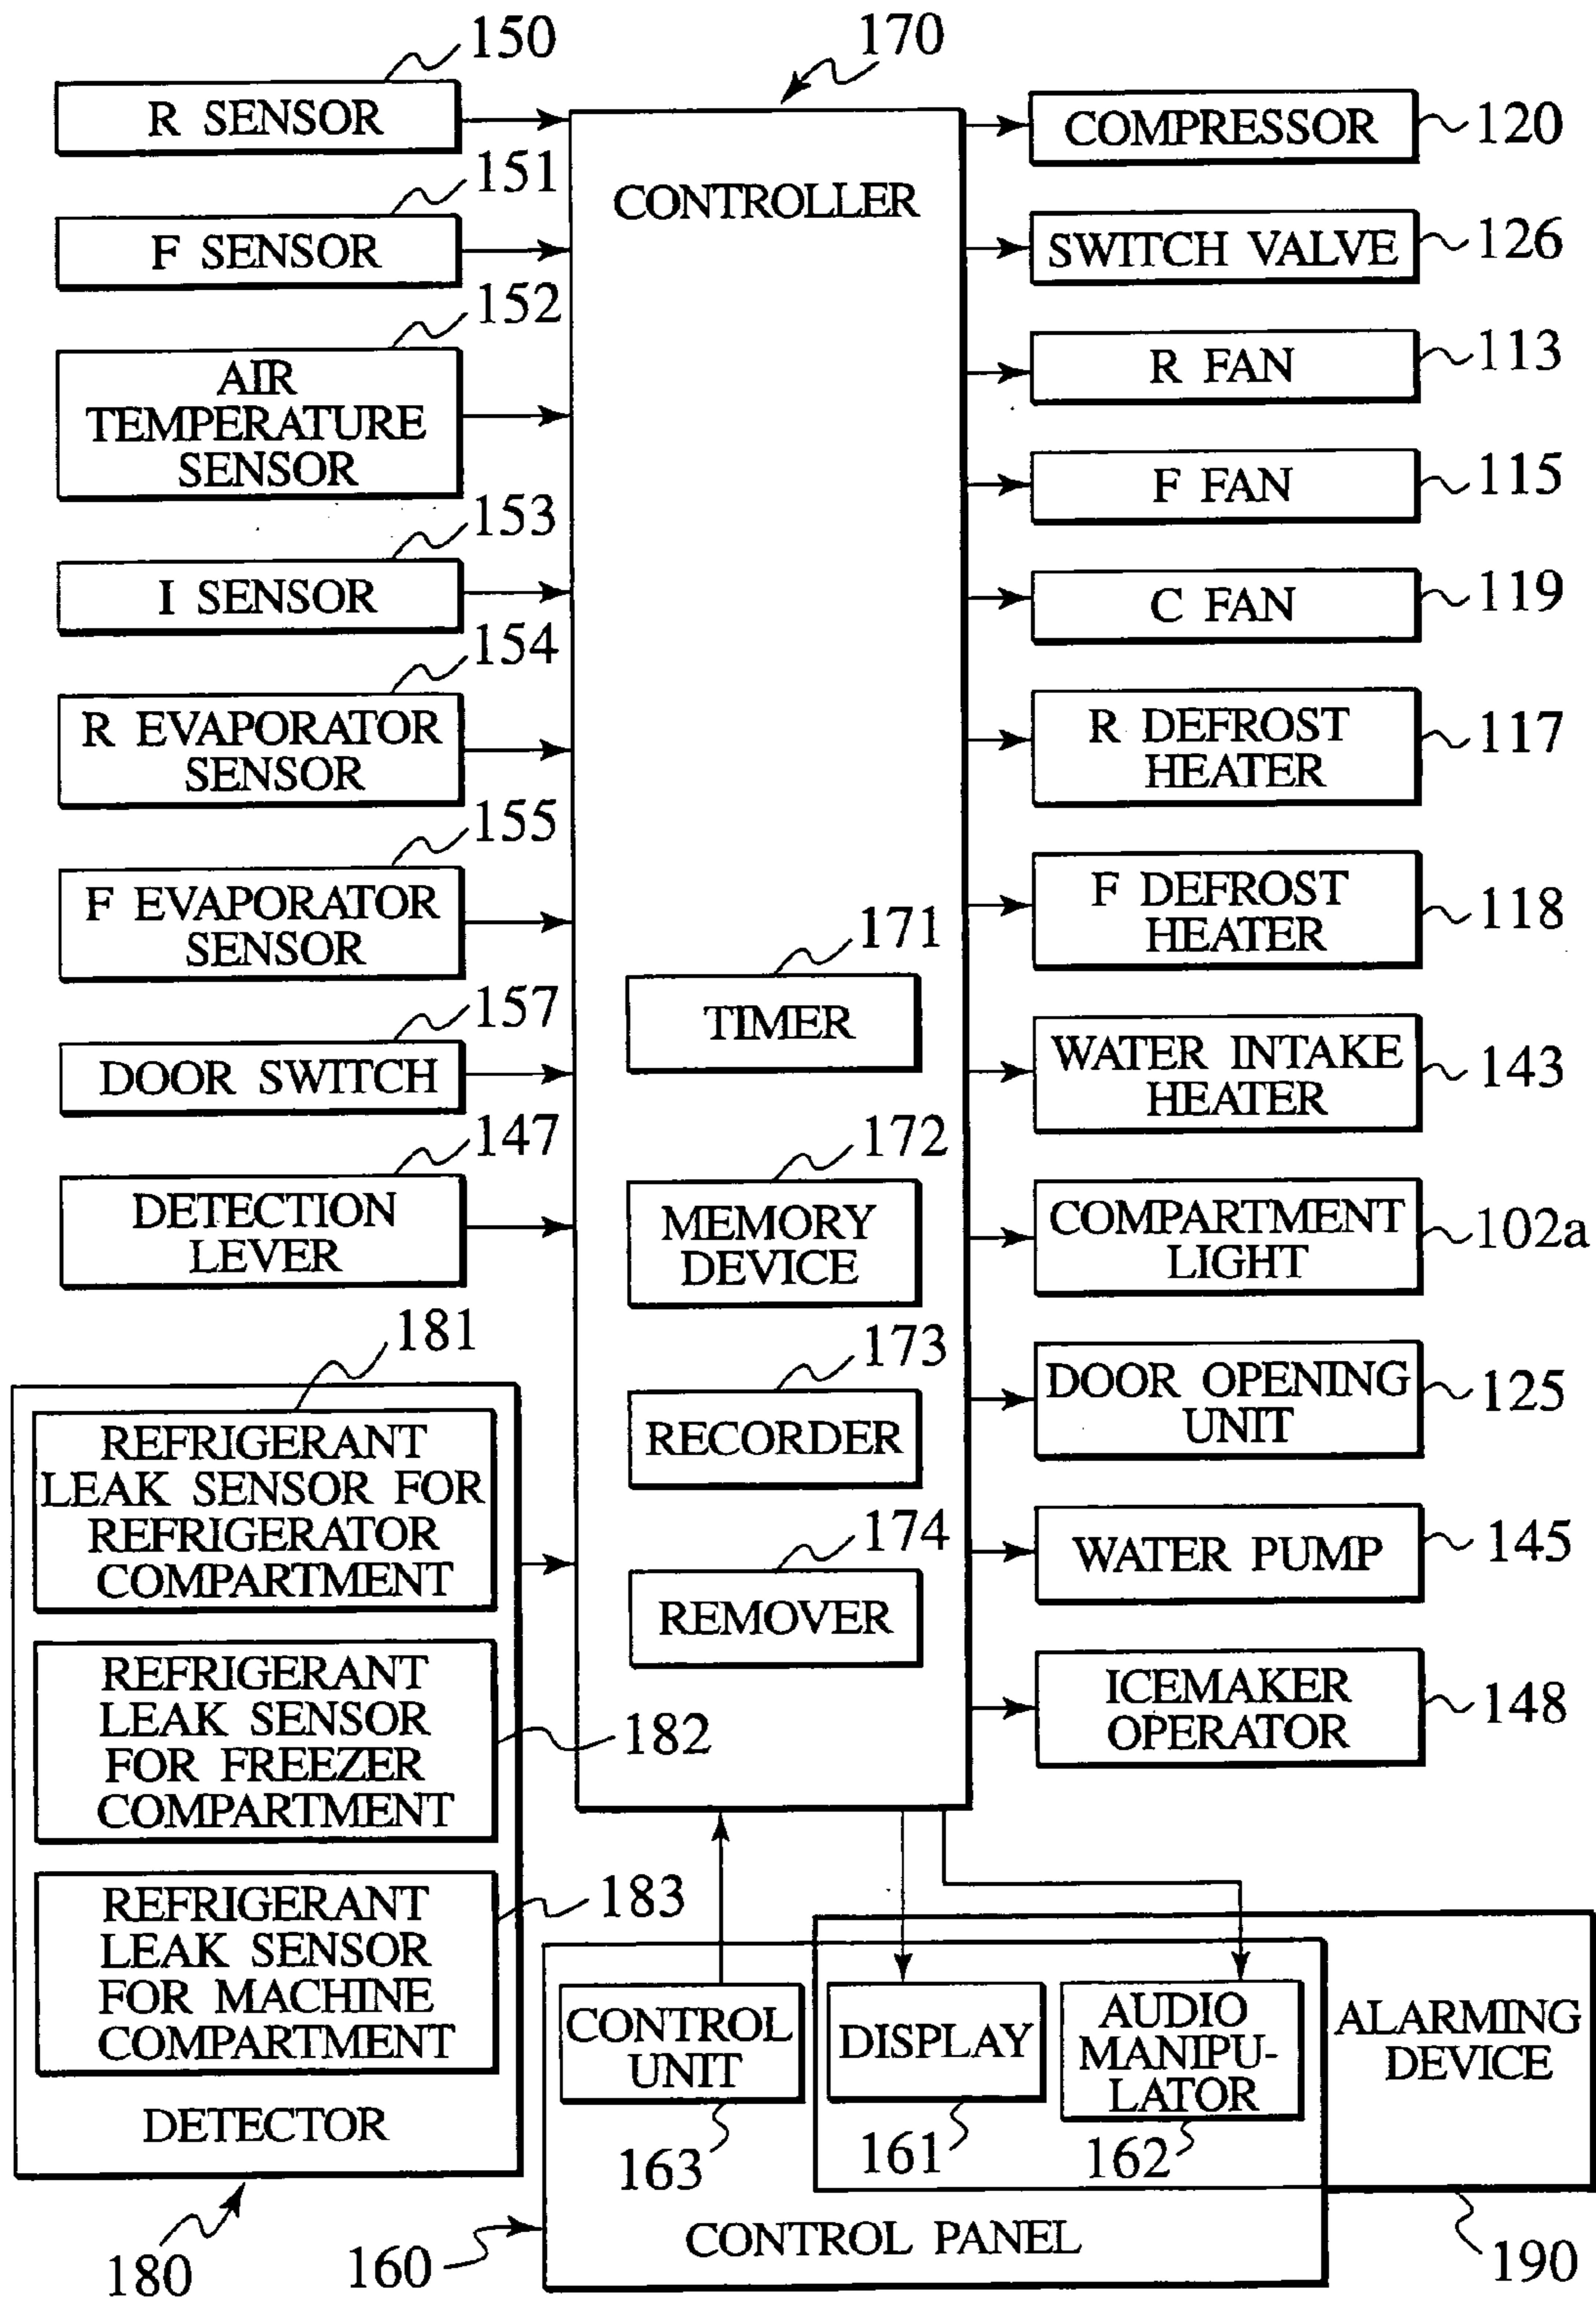 150
R SENSOR
151
F SENSOR
152
AIR
TEMPERATURE
SENSOR
153
I SENSOR
154
R EVAPORATOR
SENSOR
155
F EVAPORATOR
SENSOR
157
DOOR SWITCH
147
DETECTION
LEVER
181
REFRIGERANT
LEAK SENSOR FOR
REFRIGERATOR
COMPARTMENT
REFRIGERANT
LEAK SENSOR
FOR FREEZER
COMPARTMENT
182
REFRIGERANT
LEAK SENSOR
FOR MACHINE
COMPARTMENT
183
DETECTOR
180
170
CONTROLLER
171
TIMER
172
MEMORY
DEVICE
173
RECORDER
174
REMOVER
COMPRESSOR
120
SWITCH VALVE
126
R FAN
113
F FAN
115
C FAN
119
R DEFROST
HEATER
117
F DEFROST
HEATER
118
WATER INTAKE
HEATER
143
COMPARTMENT
LIGHT
102a
DOOR OPENING
UNIT
125
WATER PUMP
145
ICEMAKER
OPERATOR
148
CONTROL
UNIT
163
DISPLAY
161
AUDIO
MANIPU-
LATOR
162
ALARMING
DEVICE
190
CONTROL PANEL
160